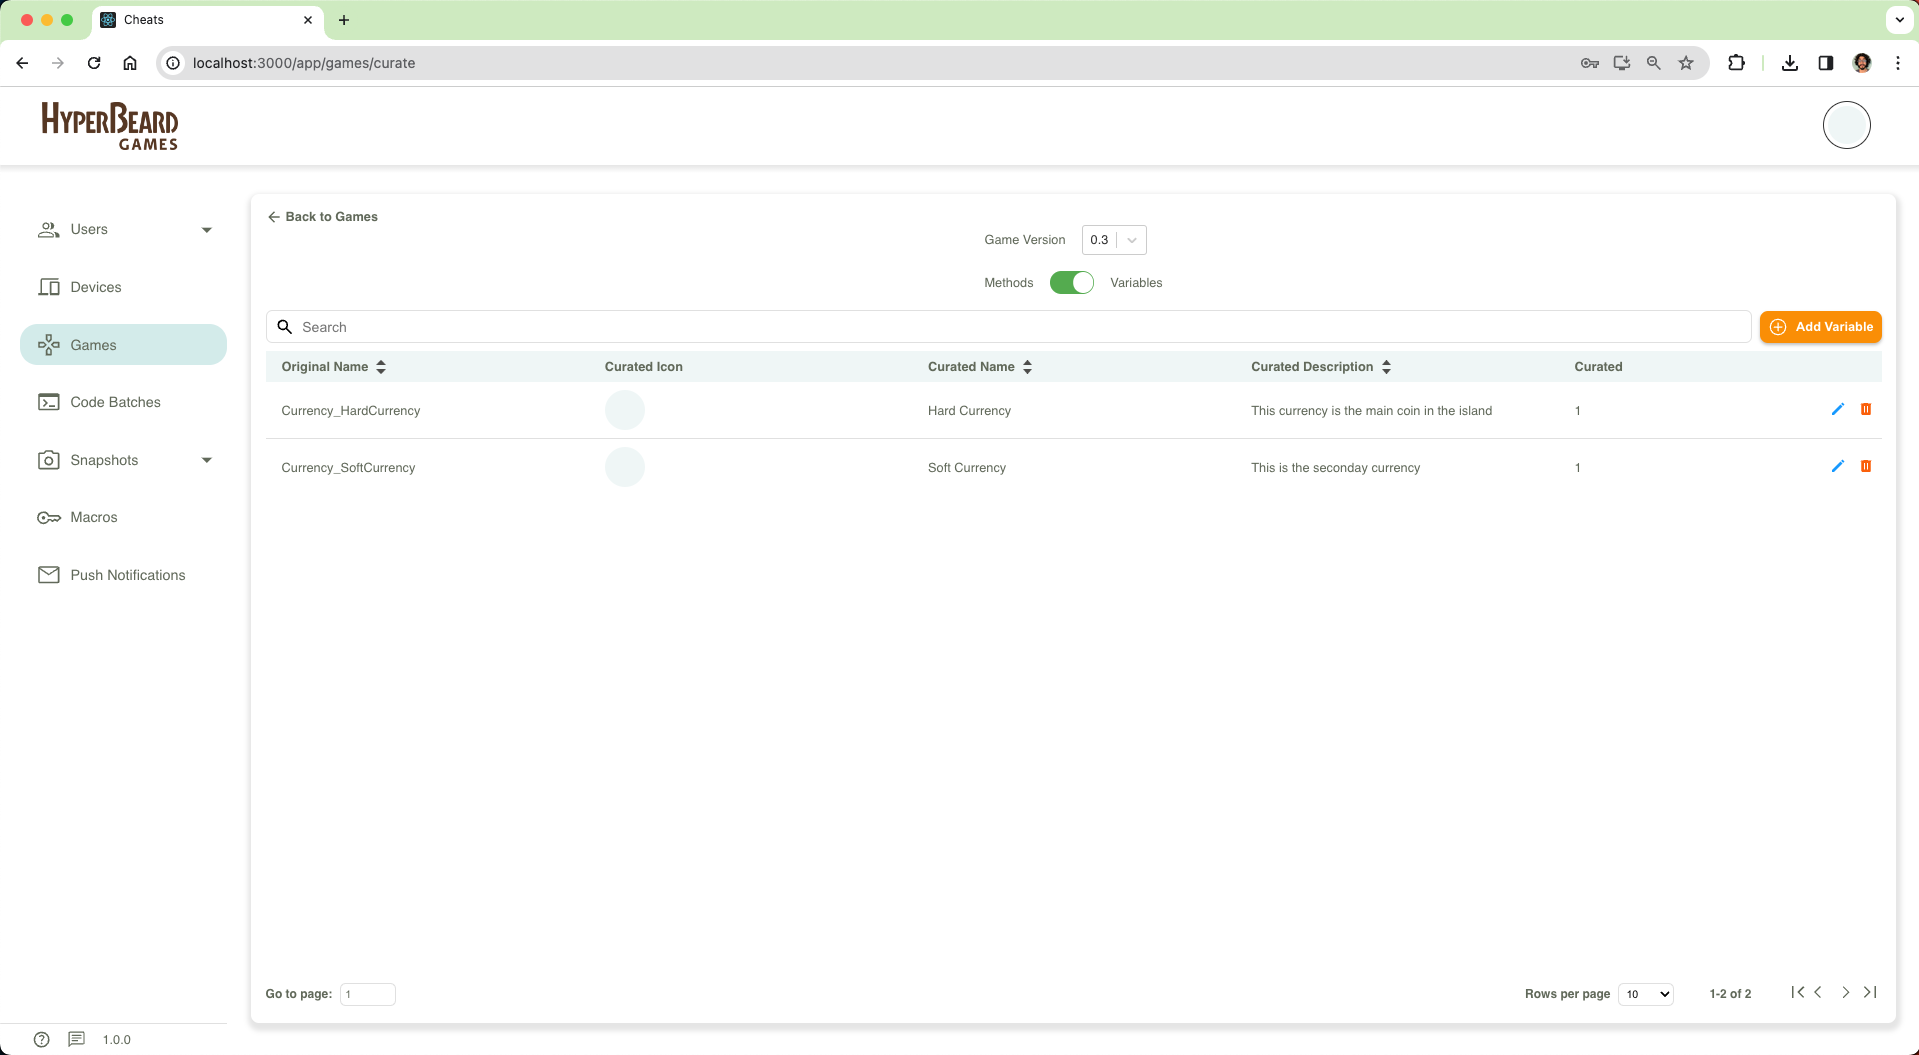 Cheats
localhost:3000/app/games/curate
HYPERBEARD
GAMES
Users
Devices
Games
Code Batches
Snapshots
Macros
Push Notifications
1.0.0
Back to Games
Game Version 0.3
Methods Variables
Search
Add Variable
Original Name Curated Icon Curated Name Curated Description Curated
Currency_HardCurrency Hard Currency This currency is the main coin in the island 1
Currency_SoftCurrency Soft Currency This is the seconday currency 1
Go to page: 1
Rows per page 10 1-2 of 2